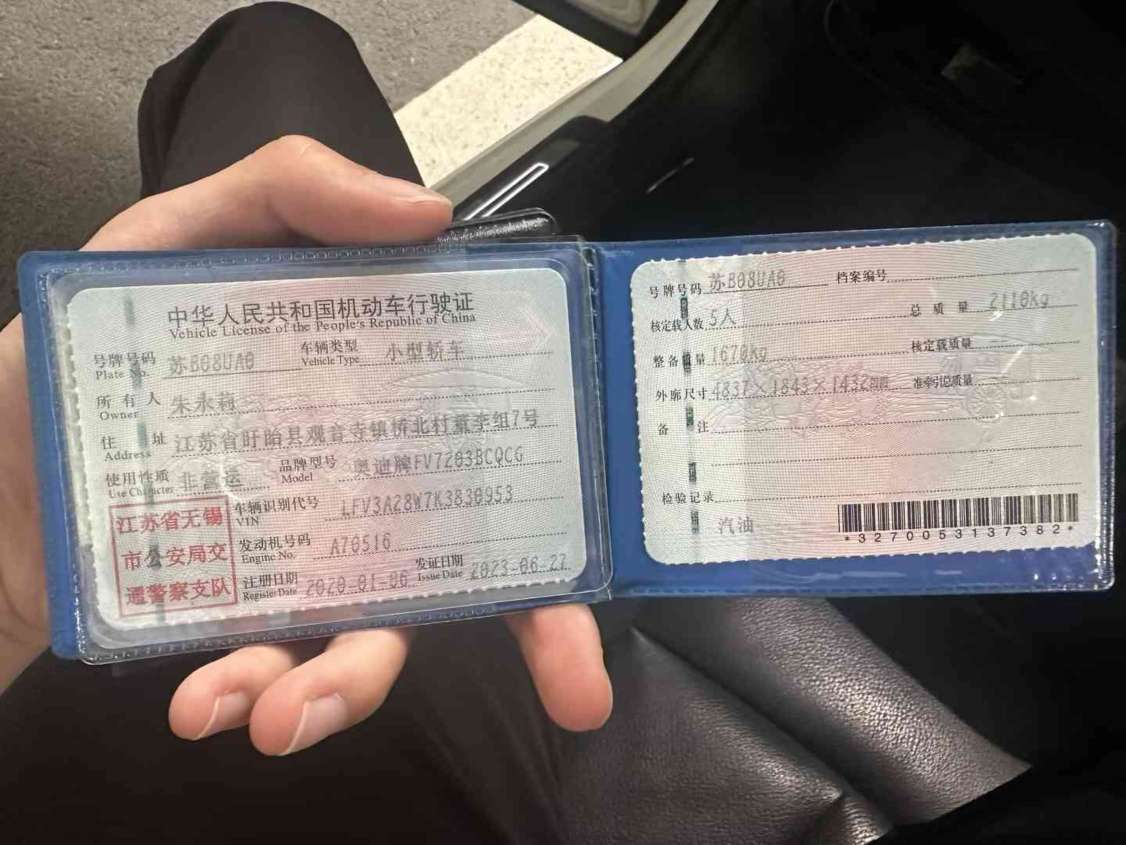 中华人民共和国机动车行驶证
Vehicle License of the People's Republic of China
号牌号码 苏B08UA0 车辆类型 小型轿车
Plate No. Vehicle Type
所有人 朱永莉
Owner
住址 江苏省盱眙县观音寺镇桥北村 李组7号
Address
使用性质 非营运 品牌型号 奥迪牌FV7203BCQCG
Use Character Model
江苏省无锡
市公安局交
通警察支队
车辆识别代号 LFV3A28W7K3830953
VIN
发动机号码 A70516
Engine No.
注册日期 2020-01-06 发证日期 2023-06-27
Register Date Issue Date
号牌号码 苏B08UA0 档案编号
核定载人数 5人 总质量 2110kg
整备质量 1670kg 核定载质量
外廓尺寸 4837×1843×1432mm 准牵引总质量
备注
检验记录
汽油
*3270053137382*